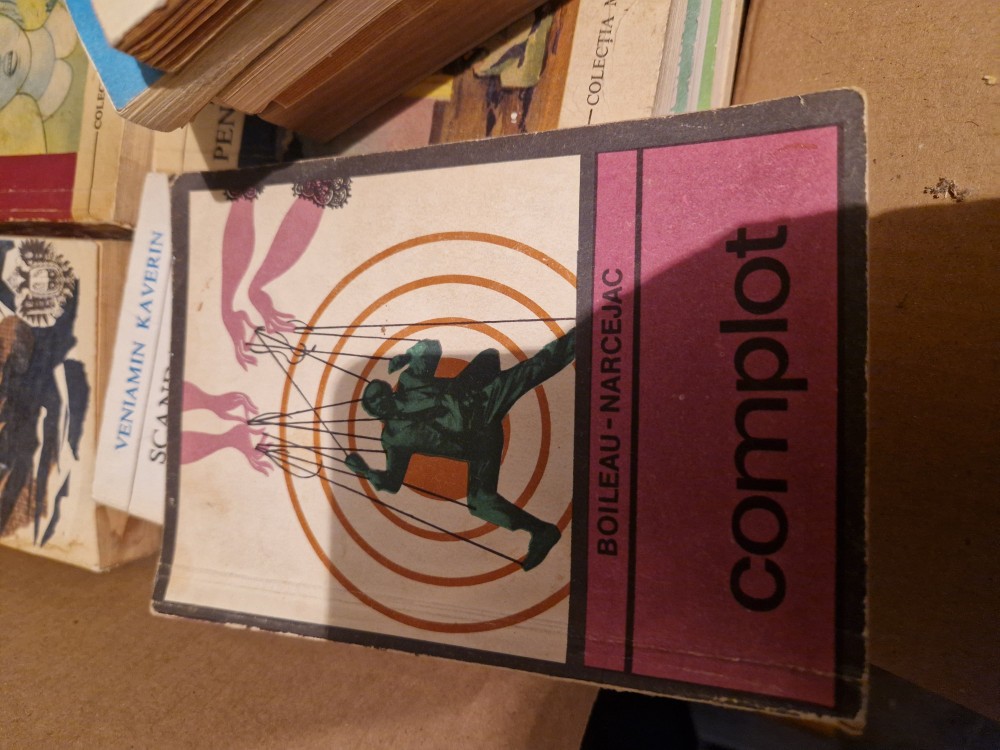 BOILEAU-NARCEJAC
complot
VENIAMIN KAVERIN
—COLECȚIA